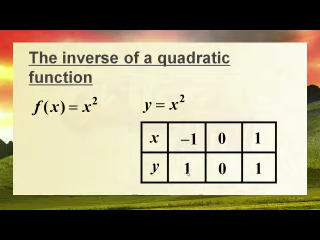 The inverse of a quadratic
function
f(x) = x²
y = x²
x −1 0 1
y 1 0 1